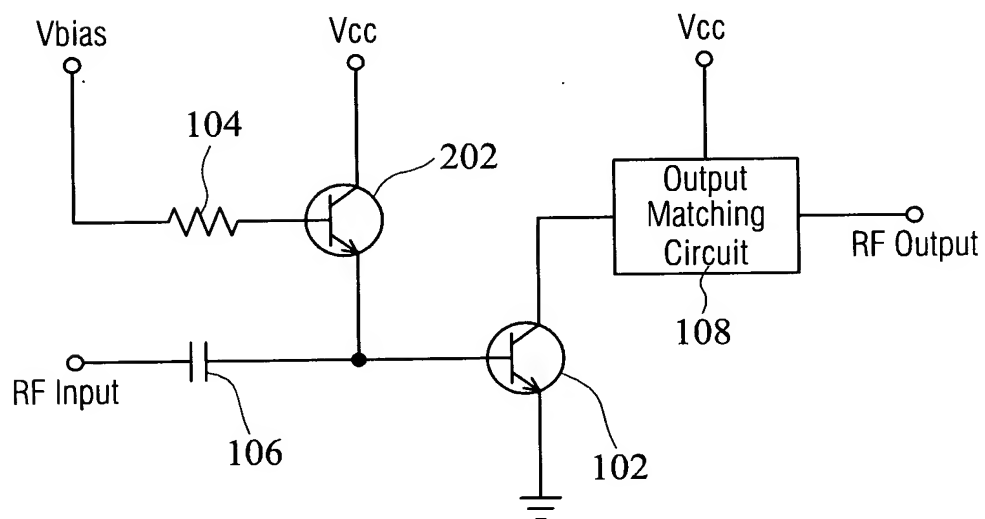 Vbias
Vcc
Vcc
104
202
Output
Matching
Circuit
RF Output
108
RF Input
106
102